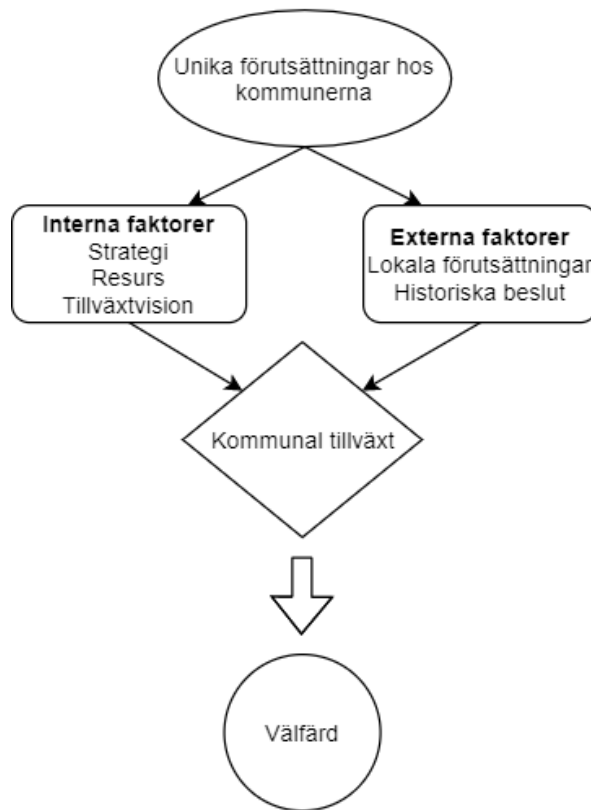 Unika förutsättningar hos
kommunerna
Interna faktorer
Strategi
Resurs
Tillväxtvision
Externa faktorer
Lokala förutsättningar
Historiska beslut
Kommunal tillväxt
Välfärd